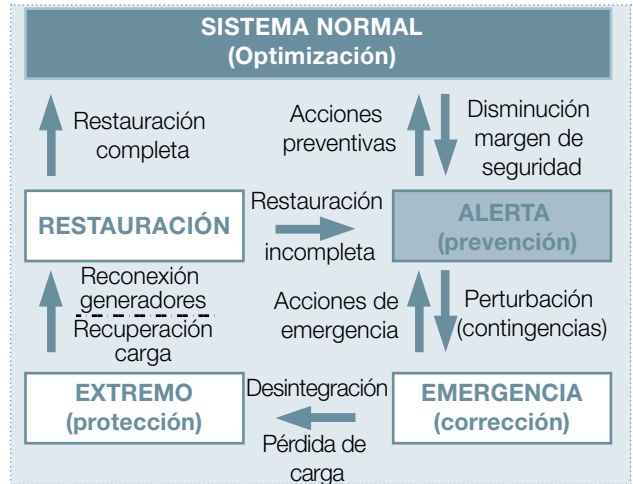 SISTEMA NORMAL
(Optimización)
Restauración
completa
Acciones
preventivas
Disminución
margen de
seguridad
RESTAURACIÓN
Restauración
incompleta
ALERTA
(prevención)
Reconexión
generadores
Recuperación
carga
Acciones de
emergencia
Perturbación
(contingencias)
EXTREMO
(protección)
Desintegración
Pérdida de
carga
EMERGENCIA
(corrección)